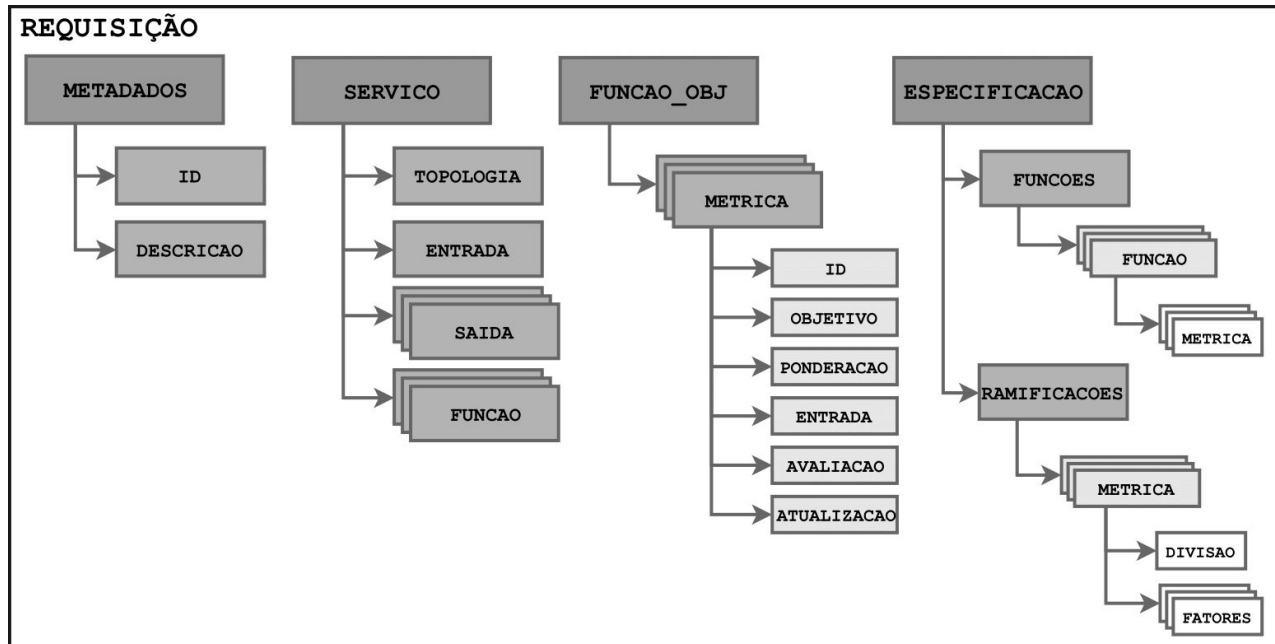 REQUISIÇÃO
METADADOS
ID
DESCRICAO
SERVICO
TOPOLOGIA
ENTRADA
SAIDA
FUNCAO
FUNCAO_OBJ
METRICA
ID
OBJETIVO
PONDERACAO
ENTRADA
AVALIACAO
ATUALIZACAO
ESPECIFICACAO
FUNCOES
FUNCAO
METRICA
RAMIFICACOES
METRICA
DIVISAO
FATORES